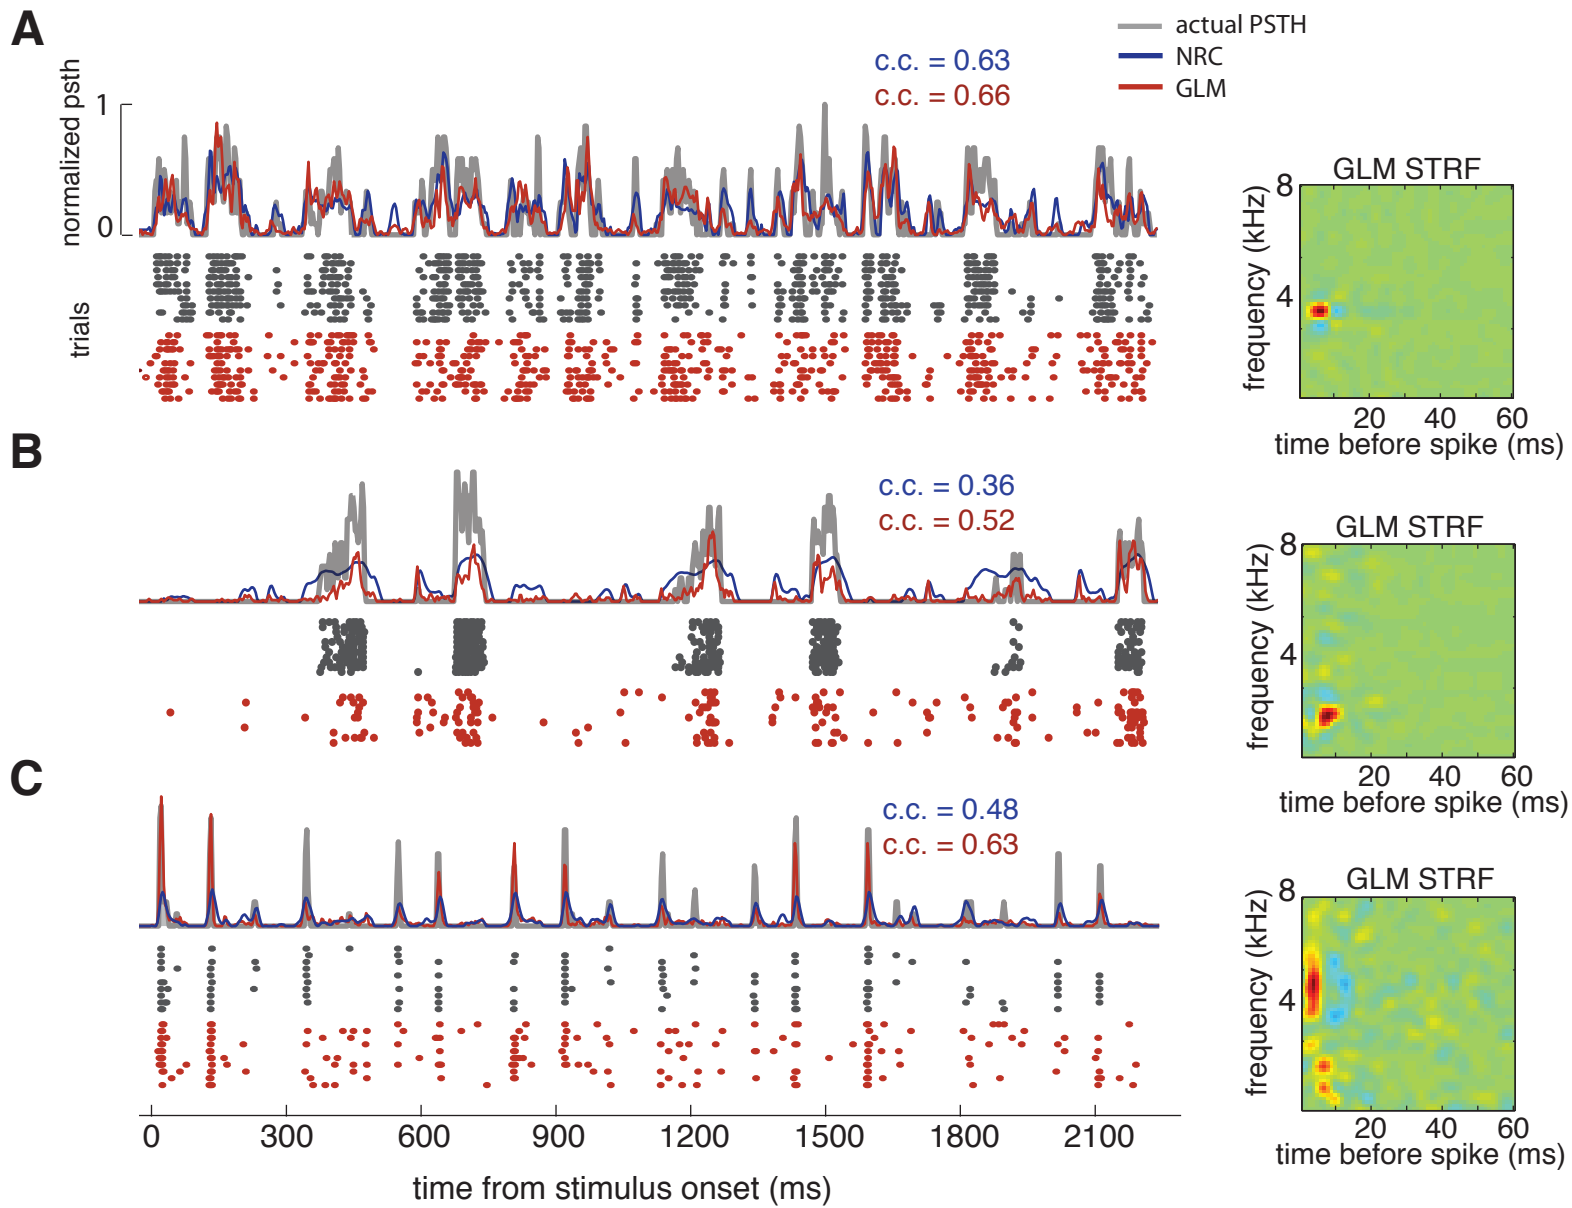 A
actual PSTH
NRC
GLM
c.c. = 0.63
c.c. = 0.66
normalized psth
1
0
trials
GLM STRF
frequency (kHz)
8
4
20 40 60
time before spike (ms)
B
c.c. = 0.36
c.c. = 0.52
GLM STRF
frequency (kHz)
8
4
20 40 60
time before spike (ms)
C
c.c. = 0.48
c.c. = 0.63
GLM STRF
frequency (kHz)
8
4
20 40 60
time before spike (ms)
0 300 600 900 1200 1500 1800 2100
time from stimulus onset (ms)